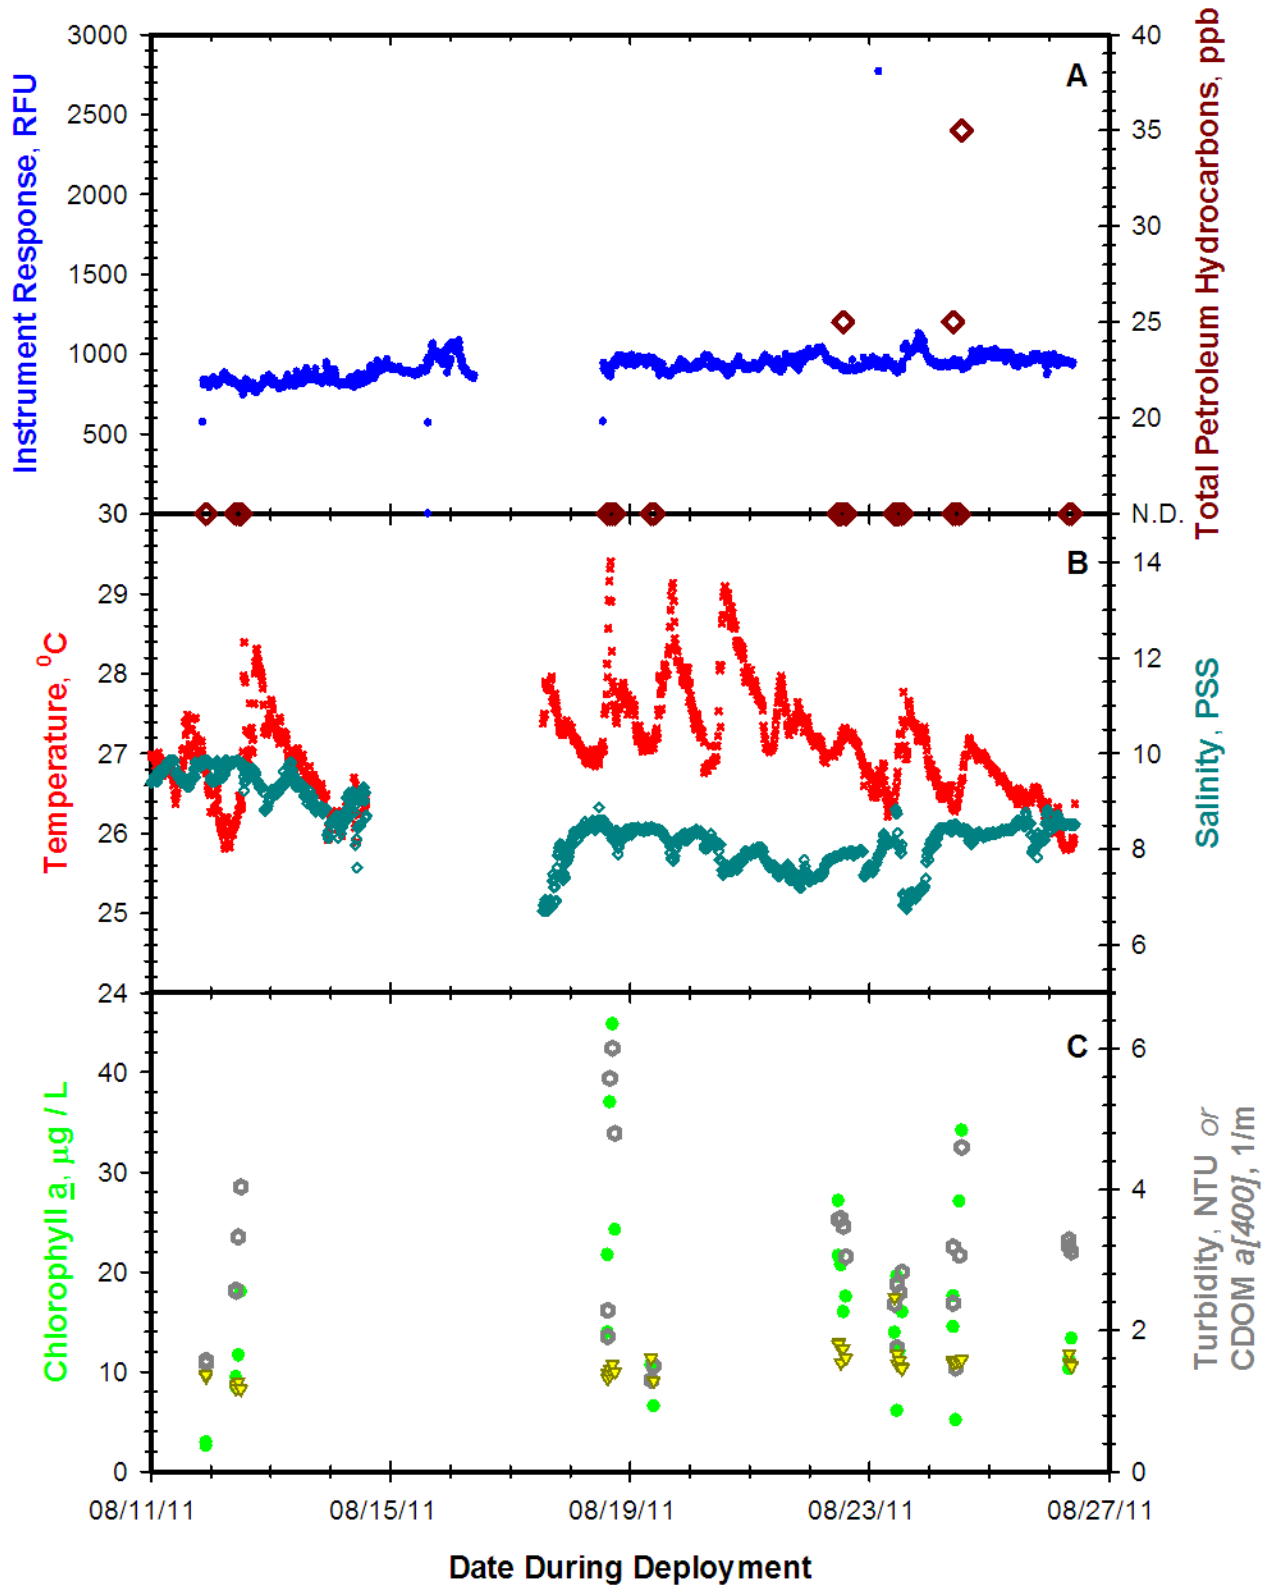 3000
2500
2000
1500
1000
500
30
Instrument Response, RFU
A
40
35
30
25
20
N.D.
Total Petroleum Hydrocarbons, ppb
29
28
27
26
25
24
Temperature, ⁰C
B
14
12
10
8
6
Salinity, PSS
40
30
20
10
0
Chlorophyll a, µg / L
C
6
4
2
0
Turbidity, NTU or
CDOM a[400], 1/m
08/11/11 08/15/11 08/19/11 08/23/11 08/27/11
Date During Deployment